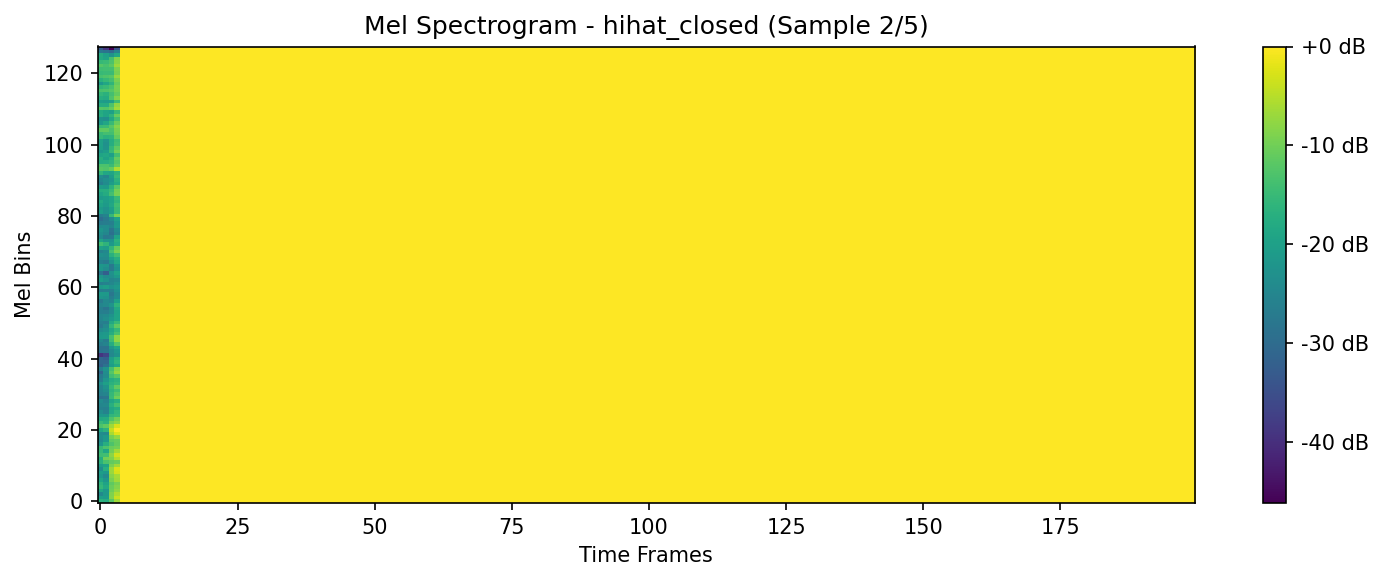 Mel Spectrogram - hihat_closed (Sample 2/5)
Mel Bins
120
100
80
60
40
20
0
0 25 50 75 100 125 150 175
Time Frames
+0 dB
-10 dB
-20 dB
-30 dB
-40 dB